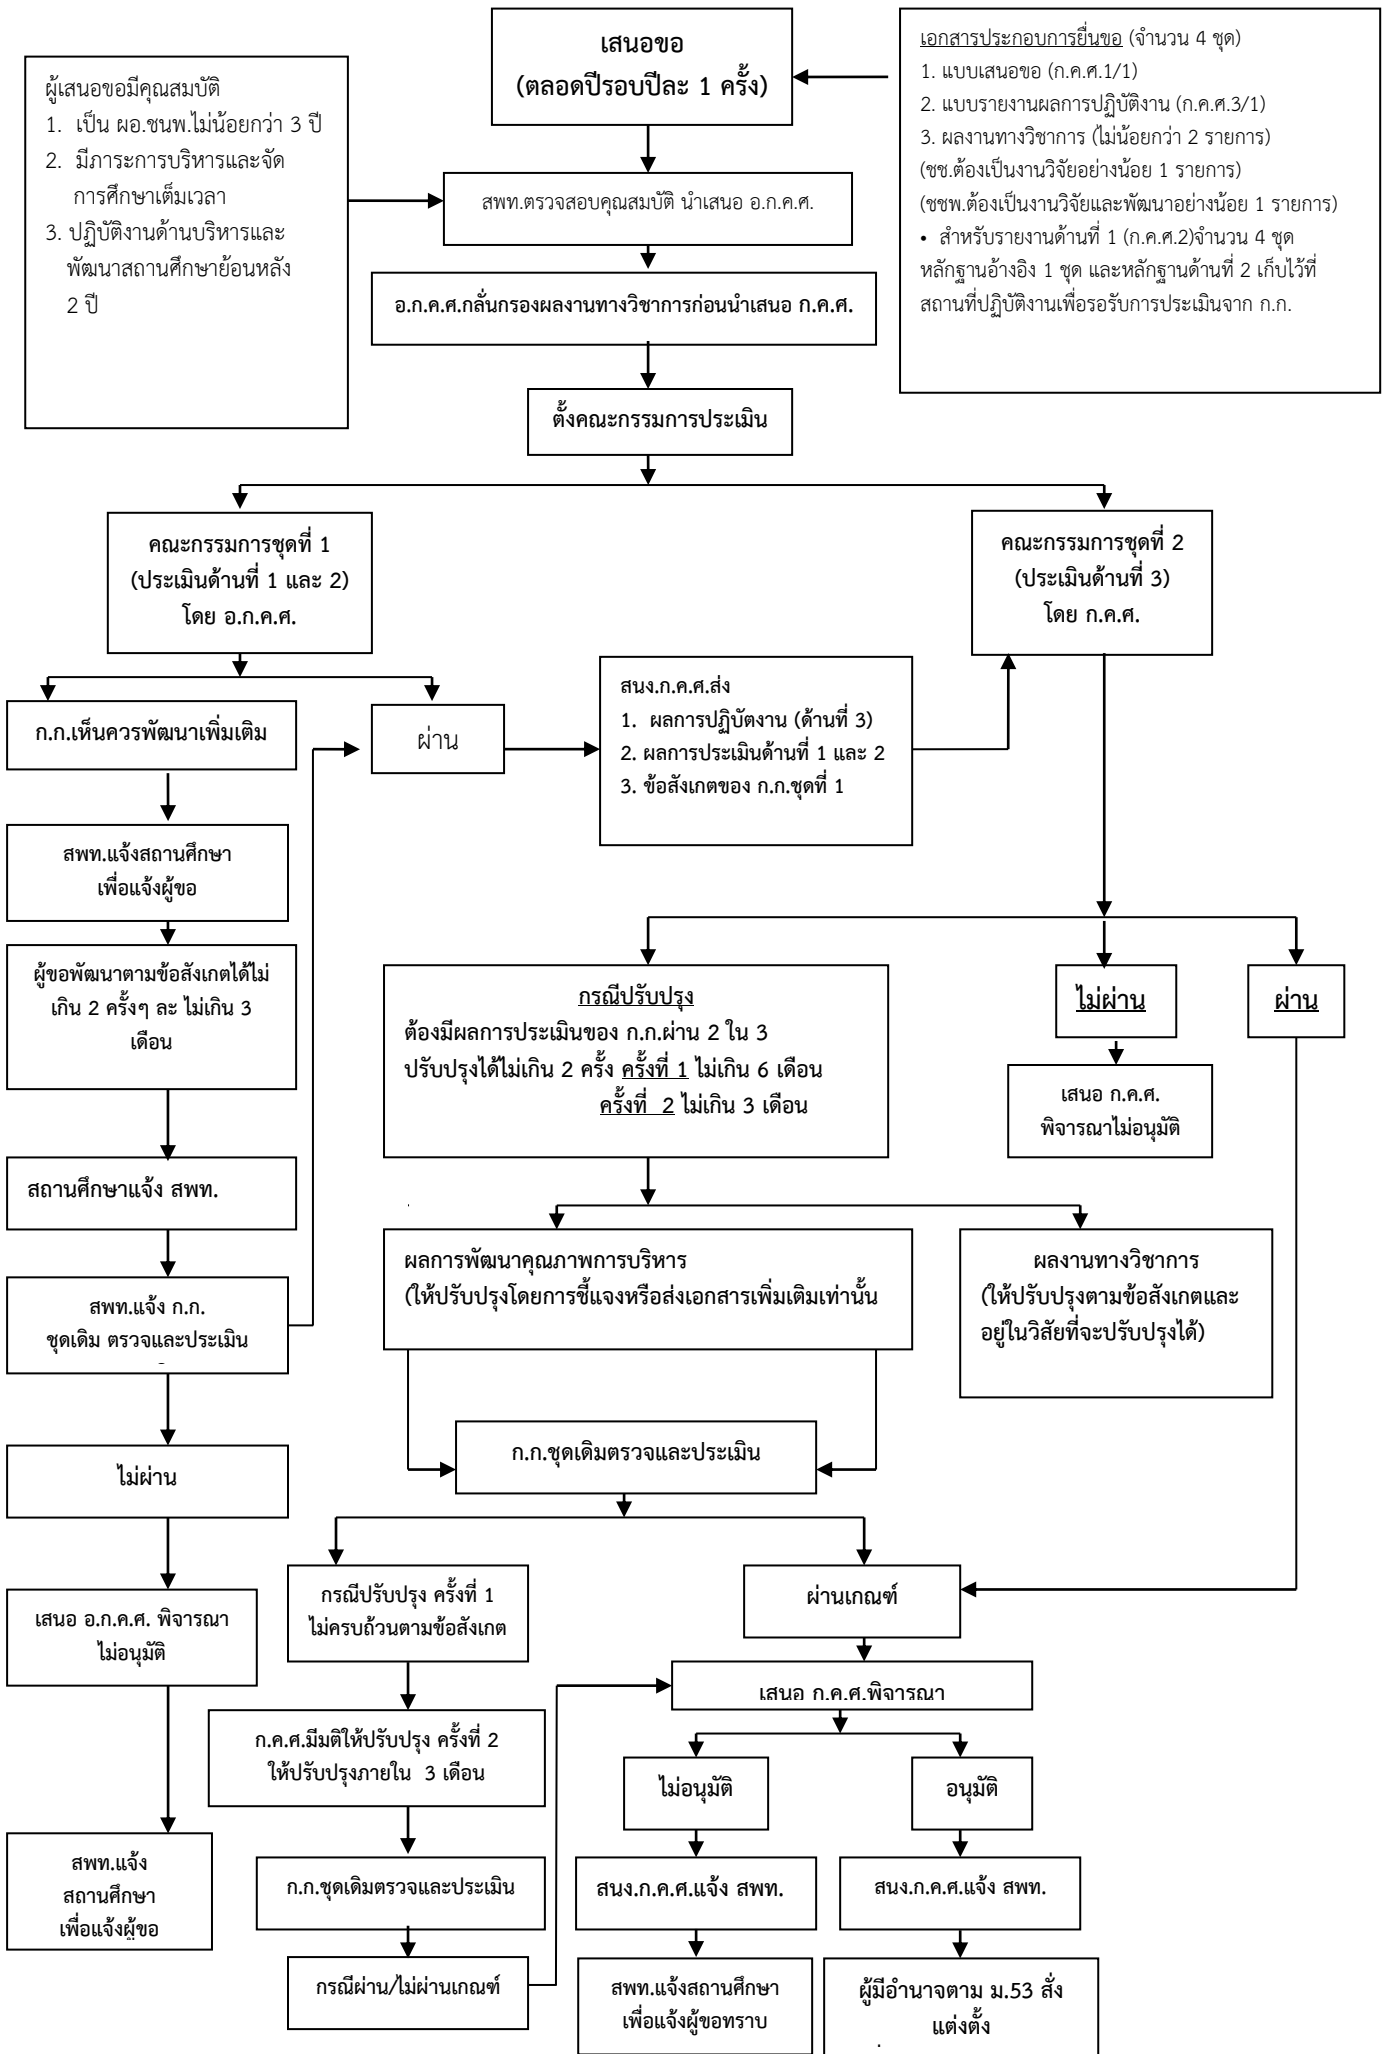 เสนอขอ
(ตลอดปีรอบปีละ 1 ครั้ง)
เอกสารประกอบการยื่นขอ (จำนวน 4 ชุด)
1. แบบเสนอขอ (ก.ค.ศ.1/1)
2. แบบรายงานผลการปฏิบัติงาน (ก.ค.ศ.3/1)
3. ผลงานทางวิชาการ (ไม่น้อยกว่า 2 รายการ)
(ชช.ต้องเป็นงานวิจัยอย่างน้อย 1 รายการ)
(ชชพ.ต้องเป็นงานวิจัยและพัฒนาอย่างน้อย 1 รายการ)
• สำหรับรายงานด้านที่ 1 (ก.ค.ศ.2)จำนวน 4 ชุด
หลักฐานอ้างอิง 1 ชุด และหลักฐานด้านที่ 2 เก็บไว้ที่
สถานที่ปฏิบัติงานเพื่อรอรับการประเมินจาก ก.ก.
ผู้เสนอขอมีคุณสมบัติ
1. เป็น ผอ.ชนพ.ไม่น้อยกว่า 3 ปี
2. มีภาระการบริหารและจัด
การศึกษาเต็มเวลา
3. ปฏิบัติงานด้านบริหารและ
พัฒนาสถานศึกษาย้อนหลัง
2 ปี
สพท.ตรวจสอบคุณสมบัติ นำเสนอ อ.ก.ค.ศ.
อ.ก.ค.ศ.กลั่นกรองผลงานทางวิชาการก่อนนำเสนอ ก.ค.ศ.
ตั้งคณะกรรมการประเมิน
คณะกรรมการชุดที่ 1
(ประเมินด้านที่ 1 และ 2)
โดย อ.ก.ค.ศ.
คณะกรรมการชุดที่ 2
(ประเมินด้านที่ 3)
โดย ก.ค.ศ.
ก.ก.เห็นควรพัฒนาเพิ่มเติม
ผ่าน
สนง.ก.ค.ศ.ส่ง
1. ผลการปฏิบัตงาน (ด้านที่ 3)
2. ผลการประเมินด้านที่ 1 และ 2
3. ข้อสังเกตของ ก.ก.ชุดที่ 1
สพท.แจ้งสถานศึกษา
เพื่อแจ้งผู้ขอ
ผู้ขอพัฒนาตามข้อสังเกตได้ไม่
เกิน 2 ครั้งๆ ละ ไม่เกิน 3
เดือน
กรณีปรับปรุง
ต้องมีผลการประเมินของ ก.ก.ผ่าน 2 ใน 3
ปรับปรุงได้ไม่เกิน 2 ครั้ง ครั้งที่ 1 ไม่เกิน 6 เดือน
ครั้งที่ 2 ไม่เกิน 3 เดือน
ไม่ผ่าน
ผ่าน
เสนอ ก.ค.ศ.
พิจารณาไม่อนุมัติ
สถานศึกษาแจ้ง สพท.
ผลการพัฒนาคุณภาพการบริหาร
(ให้ปรับปรุงโดยการชี้แจงหรือส่งเอกสารเพิ่มเติมเท่านั้น
ผลงานทางวิชาการ
(ให้ปรับปรุงตามข้อสังเกตและ
อยู่ในวิสัยที่จะปรับปรุงได้)
สพท.แจ้ง ก.ก.
ชุดเดิม ตรวจและประเมิน
ก.ก.ชุดเดิมตรวจและประเมิน
ไม่ผ่าน
กรณีปรับปรุง ครั้งที่ 1
ไม่ครบถ้วนตามข้อสังเกต
ผ่านเกณฑ์
เสนอ อ.ก.ค.ศ. พิจารณา
ไม่อนุมัติ
เสนอ ก.ค.ศ.พิจารณา
ก.ค.ศ.มีมติให้ปรับปรุง ครั้งที่ 2
ให้ปรับปรุงภายใน 3 เดือน
ไม่อนุมัติ
อนุมัติ
สพท.แจ้ง
สถานศึกษา
เพื่อแจ้งผู้ขอ
ก.ก.ชุดเดิมตรวจและประเมิน
สนง.ก.ค.ศ.แจ้ง สพท.
สนง.ก.ค.ศ.แจ้ง สพท.
กรณีผ่าน/ไม่ผ่านเกณฑ์
สพท.แจ้งสถานศึกษา
เพื่อแจ้งผู้ขอทราบ
ผู้มีอำนาจตาม ม.53 สั่ง
แต่งตั้ง